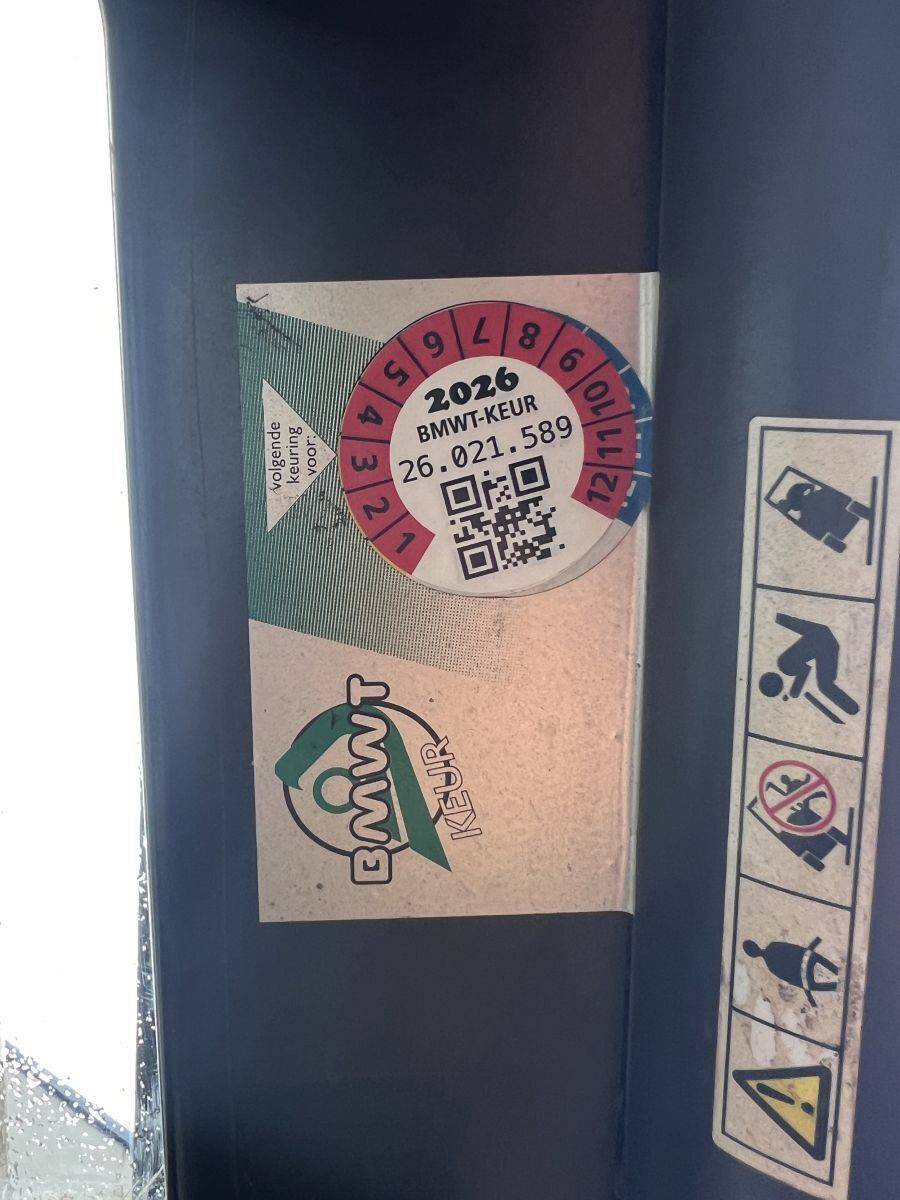 volgende
keuring
voor:
1 2 3 4 5 6 7 8 9 10 11 12
2026
BMWT-KEUR
26.021.589
BMWT
KEUR